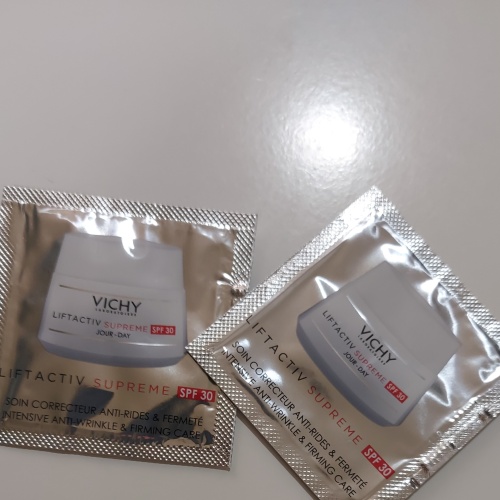 VICHY
LABORATOIRES
LIFTACTIV SUPREME SPF 30
JOUR-DAY
LIFTACTIV SUPREME SPF 30
SOIN CORRECTEUR ANTI-RIDES & FERMETÉ
INTENSIVE ANTI-WRINKLE & FIRMING CARE
VICHY
LIFTACTIV SUPREME SPF 30
JOUR-DAY
LIFTACTIV SUPREME SPF 30
SOIN CORRECTEUR ANTI-RIDES & FERMETÉ
INTENSIVE ANTI-WRINKLE & FIRMING CARE